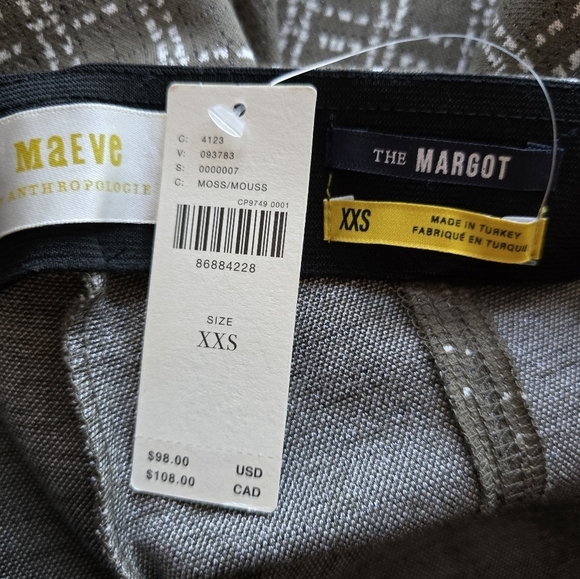 MaEVe
ANTHROPOLOGIE
C: 4123
V: 093783
S: 0000007
C: MOSS/MOUSS
CP9749 0001
86884228
SIZE
XXS
$98.00 USD
$108.00 CAD
THE MARGOT
XXS
MADE IN TURKEY
FABRIQUÉ EN TURQUIE